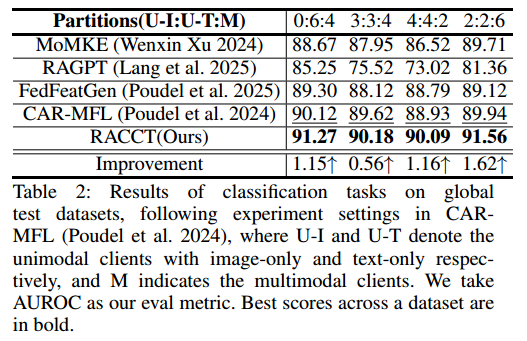 Partitions(U-I:U-T:M) 0:6:4 3:3:4 4:4:2 2:2:6
MoMKE (Wenxin Xu 2024) 88.67 87.95 86.52 89.71
RAGPT (Lang et al. 2025) 85.25 75.52 73.02 81.36
FedFeatGen (Poudel et al. 2025) 89.30 88.12 88.79 89.12
CAR-MFL (Poudel et al. 2024) 90.12 89.62 88.93 89.94
RACCT(Ours) 91.27 90.18 90.09 91.56
Improvement 1.15↑ 0.56↑ 1.16↑ 1.62↑
Table 2: Results of classification tasks on global
test datasets, following experiment settings in CAR-
MFL (Poudel et al. 2024), where U-I and U-T denote the
unimodal clients with image-only and text-only respec-
tively, and M indicates the multimodal clients. We take
AUROC as our eval metric. Best scores across a dataset are
in bold.